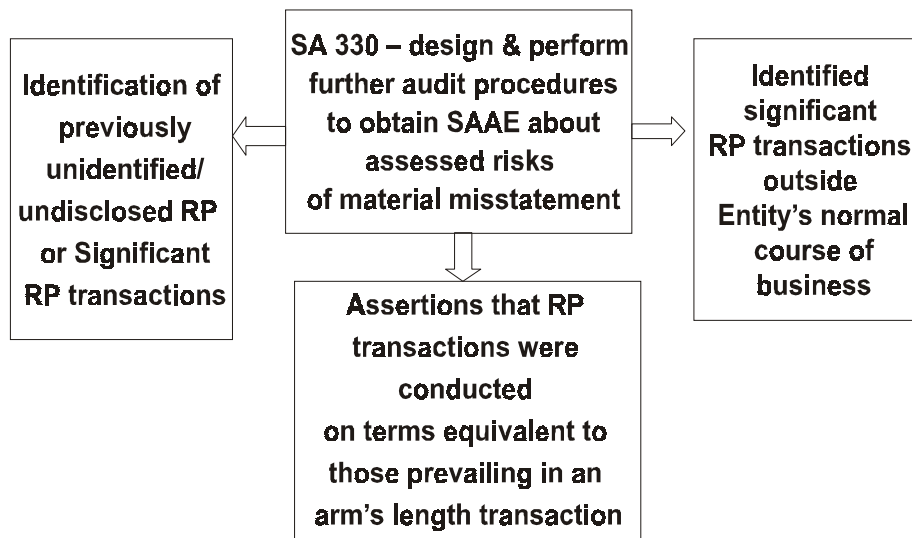 SA 330 – design & perform
further audit procedures
to obtain SAAE about
assessed risks
of material misstatement
Identification of
previously
unidentified/
undisclosed RP
or Significant
RP transactions
Identified
significant
RP transactions
outside
Entity's normal
course of
business
Assertions that RP
transactions were
conducted
on terms equivalent to
those prevailing in an
arm's length transaction